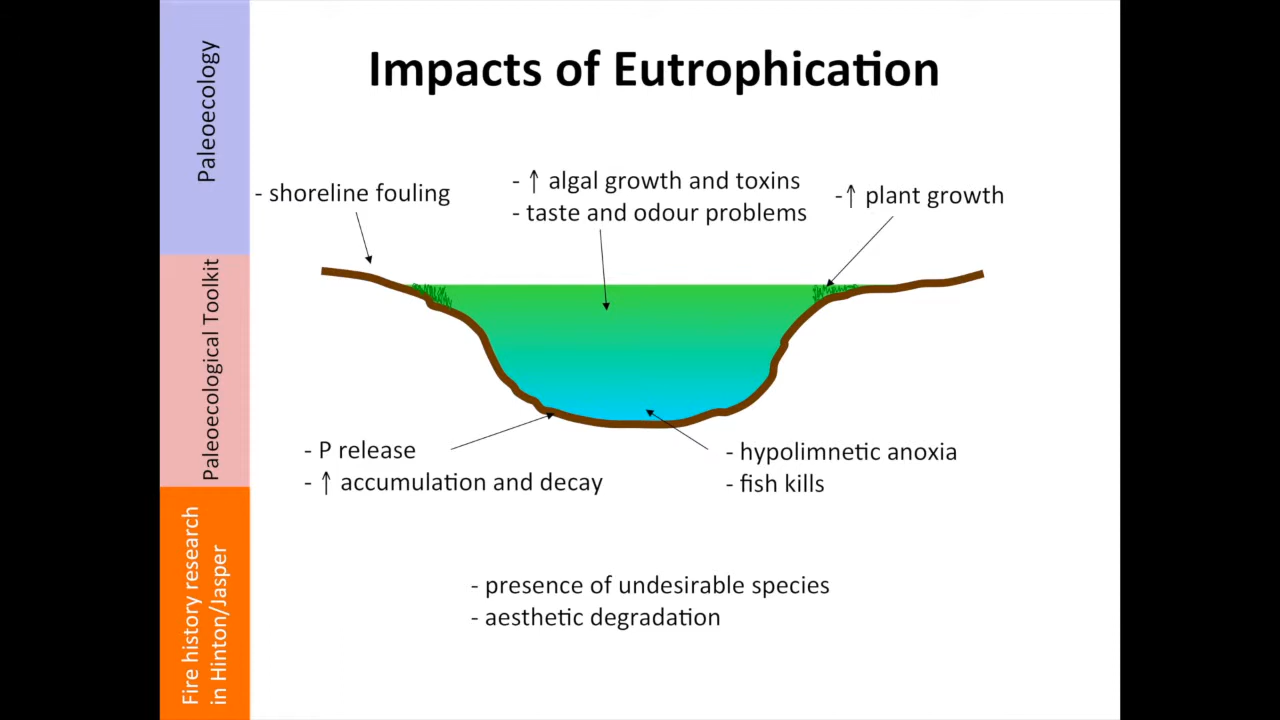 Impacts of Eutrophication
Paleoecology
Paleoecological Toolkit
Fire history research
in Hinton/Jasper
- shoreline fouling
- ↑ algal growth and toxins
- taste and odour problems
-↑ plant growth
- P release
- ↑ accumulation and decay
- hypolimnetic anoxia
- fish kills
- presence of undesirable species
- aesthetic degradation